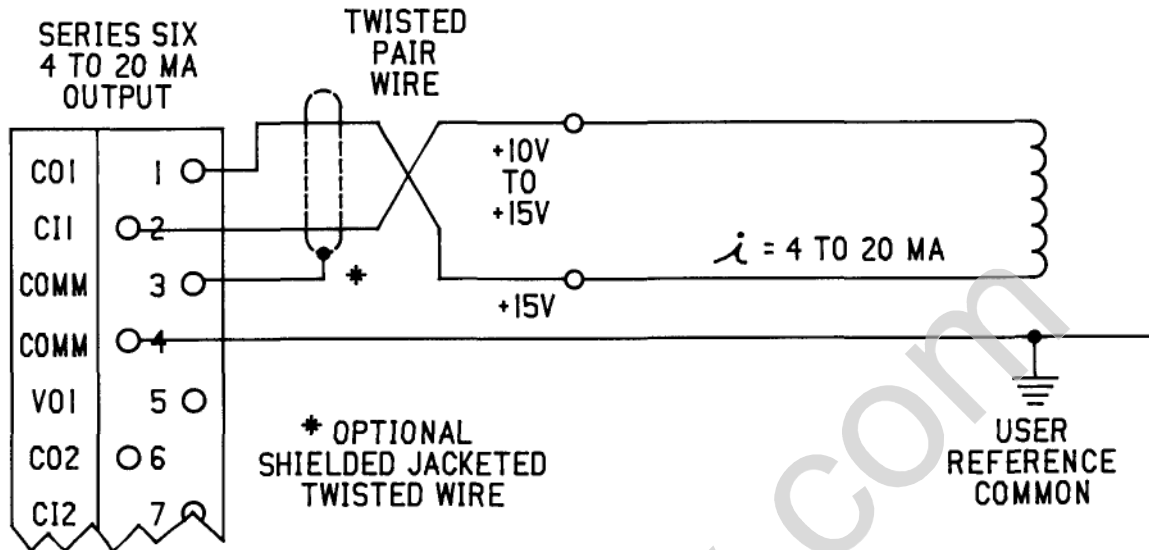 SERIES SIX
4 TO 20 MA
OUTPUT
TWISTED
PAIR
WIRE
CO1 1
CI1 2
COMM 3
COMM 4
VO1 5
CO2 6
CI2 7
+10V
TO
+15V
i = 4 TO 20 MA
+15V
*
* OPTIONAL
SHIELDED JACKETED
TWISTED WIRE
USER
REFERENCE
COMMON
.com